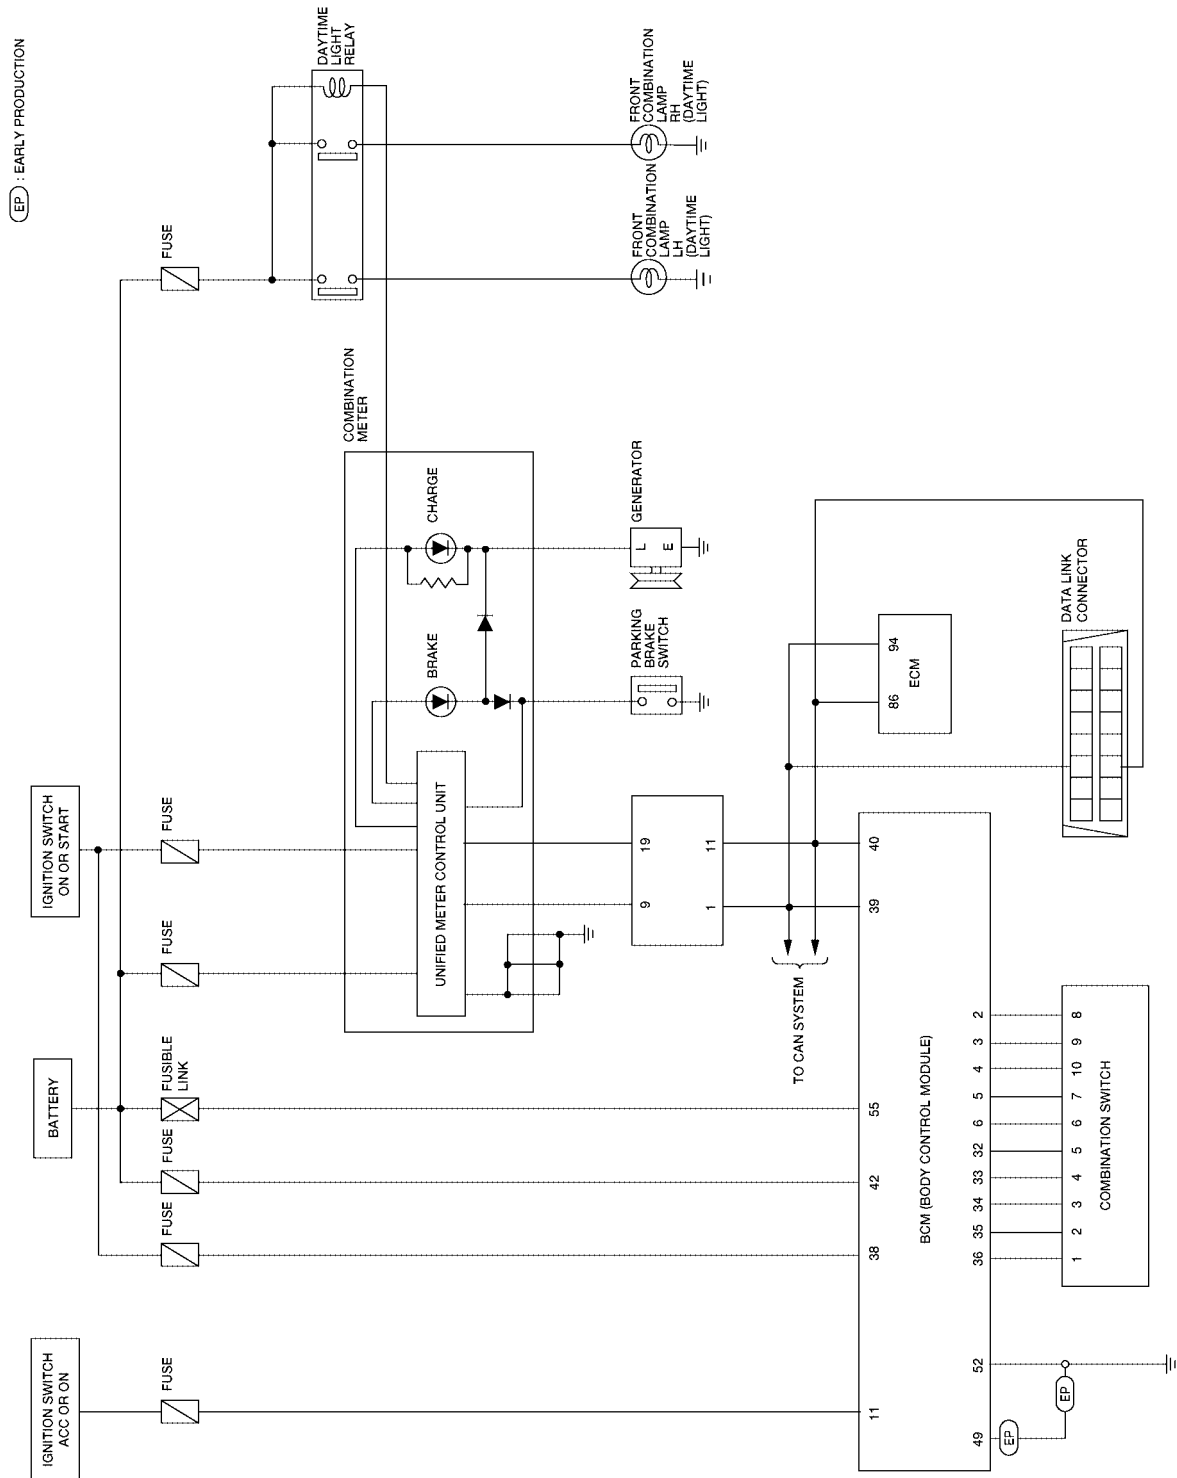 EP : EARLY PRODUCTION
IGNITION SWITCH
ACC OR ON
BATTERY
IGNITION SWITCH
ON OR START
FUSE
FUSE
FUSE
FUSIBLE
LINK
FUSE
FUSE
FUSE
DAYTIME
LIGHT
RELAY
COMBINATION
METER
UNIFIED METER CONTROL UNIT
BRAKE
CHARGE
9
19
1
11
PARKING
BRAKE
SWITCH
GENERATOR
L
E
FRONT
COMBINATION
LAMP
LH
(DAYTIME
LIGHT)
FRONT
COMBINATION
LAMP
RH
(DAYTIME
LIGHT)
TO CAN SYSTEM
11
38
42
55
39
40
BCM (BODY CONTROL MODULE)
49
52
36
35
34
33
32
6
5
4
3
2
86
94
ECM
EP
EP
1
2
3
4
5
6
7
10
9
8
COMBINATION SWITCH
DATA LINK
CONNECTOR